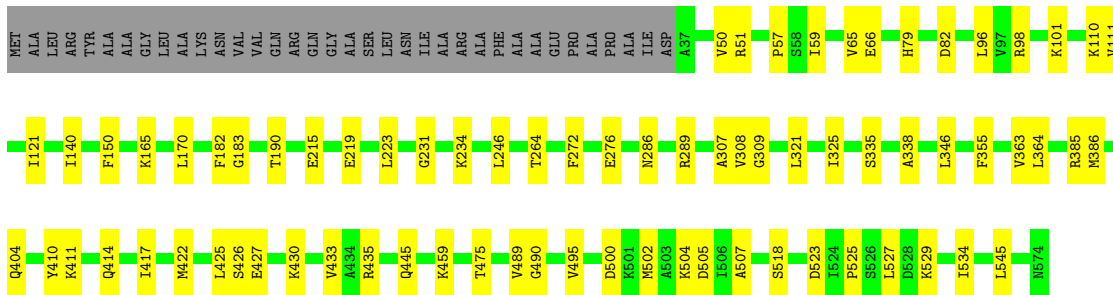 MET ALA LEU ARG TYR ALA ALA GLY LEU ALA LYS ASN VAL VAL GLN ARG GLN GLY ALA SER LEU ASN ILE ALA ARG ALA PHE ALA ALA GLU PRO ALA PRO ALA ILE ASP A37 V50 R51 P57 S58 I59 V65 E66 H79 D82 L96 V97 R98 K101 K110
I121 I140 F150 K165 L170 F182 G183 T190 E215 E219 L223 G231 K234 L246 T264 F272 E276 N286 R289 A307 V308 G309 L321 I325 S335 A338 L346 F355 V363 L364 R385 M386
Q404 Y410 K411 Q414 I417 M422 L425 S426 E427 K430 V433 A434 R435 Q445 K459 T475 V489 G490 V495 D500 K501 M502 A503 K504 D505 I506 A507 S518 D523 I524 P525 S526 L527 D528 K529 I534 L545 N574